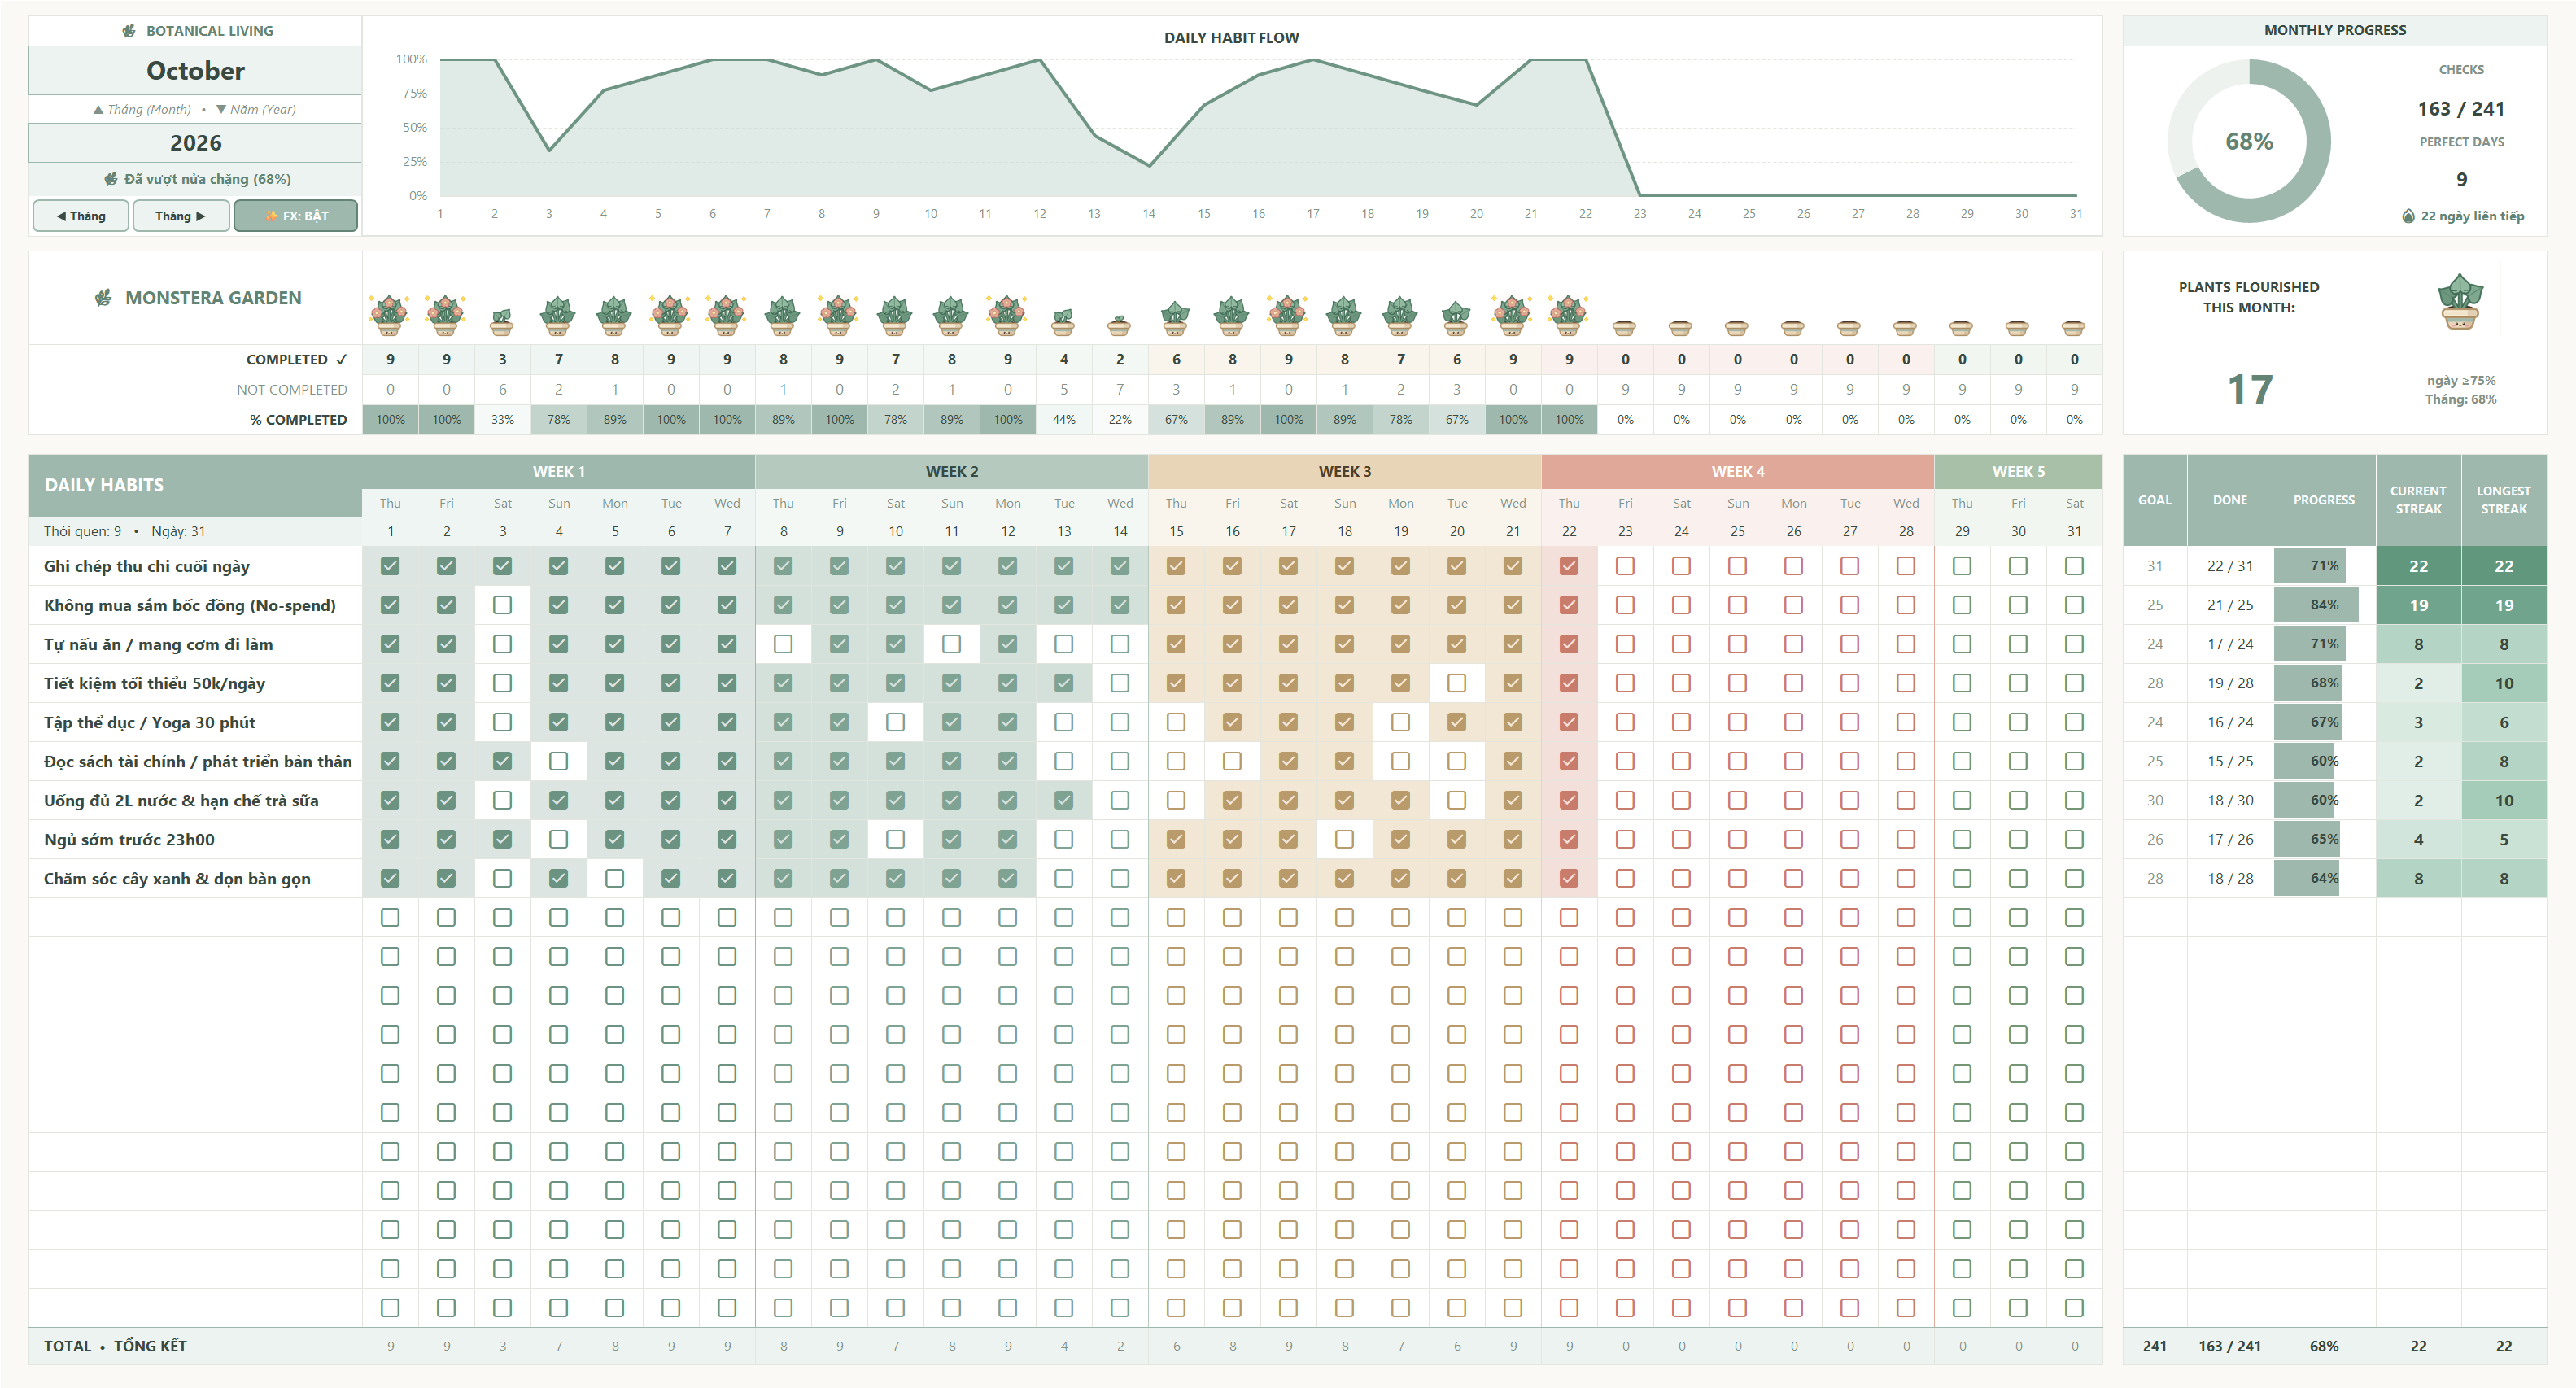 BOTANICAL LIVING
October
▲ Tháng (Month) • ▼ Năm (Year)
2026
Đã vượt nửa chặng (68%)
◀ Tháng Tháng ▶ FX: BẬT
DAILY HABIT FLOW
100%
75%
50%
25%
0%
1 2 3 4 5 6 7 8 9 10 11 12 13 14 15 16 17 18 19 20 21 22 23 24 25 26 27 28 29 30 31
MONTHLY PROGRESS
68%
CHECKS
163 / 241
PERFECT DAYS
9
22 ngày liên tiếp
MONSTERA GARDEN
COMPLETED ✓ 9 9 3 7 8 9 9 8 9 7 8 9 4 2 6 8 9 8 7 6 9 9 0 0 0 0 0 0 0 0 0
NOT COMPLETED 0 0 6 2 1 0 0 1 0 2 1 0 5 7 3 1 0 1 2 3 0 0 9 9 9 9 9 9 9 9 9
% COMPLETED 100% 100% 33% 78% 89% 100% 100% 89% 100% 78% 89% 100% 44% 22% 67% 89% 100% 89% 78% 67% 100% 100% 0% 0% 0% 0% 0% 0% 0% 0% 0%
PLANTS FLOURISHED
THIS MONTH:
17
ngày ≥75%
Tháng: 68%
DAILY HABITS
WEEK 1 WEEK 2 WEEK 3 WEEK 4 WEEK 5
Thu Fri Sat Sun Mon Tue Wed Thu Fri Sat Sun Mon Tue Wed Thu Fri Sat Sun Mon Tue Wed Thu Fri Sat Sun Mon Tue Wed Thu Fri Sat
Thói quen: 9 • Ngày: 31 1 2 3 4 5 6 7 8 9 10 11 12 13 14 15 16 17 18 19 20 21 22 23 24 25 26 27 28 29 30 31
GOAL DONE PROGRESS CURRENT STREAK LONGEST STREAK
Ghi chép thu chi cuối ngày 31 22 / 31 71% 22 22
Không mua sắm bốc đồng (No-spend) 25 21 / 25 84% 19 19
Tự nấu ăn / mang cơm đi làm 24 17 / 24 71% 8 8
Tiết kiệm tối thiểu 50k/ngày 28 19 / 28 68% 2 10
Tập thể dục / Yoga 30 phút 24 16 / 24 67% 3 6
Đọc sách tài chính / phát triển bản thân 25 15 / 25 60% 2 8
Uống đủ 2L nước & hạn chế trà sữa 30 18 / 30 60% 2 10
Ngủ sớm trước 23h00 26 17 / 26 65% 4 5
Chăm sóc cây xanh & dọn bàn gọn 28 18 / 28 64% 8 8
TOTAL • TỔNG KẾT 9 9 3 7 8 9 9 8 9 7 8 9 4 2 6 8 9 8 7 6 9 9 0 0 0 0 0 0 0 0 0 241 163 / 241 68% 22 22